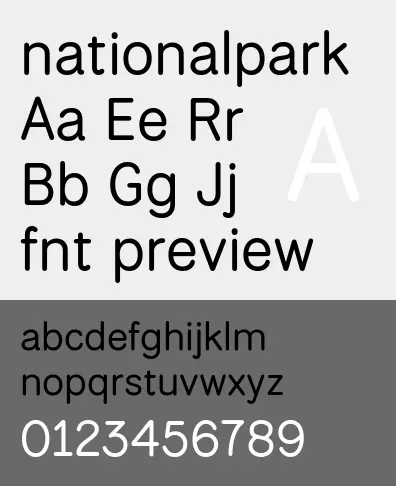 nationalpark
Aa Ee Rr
A
Bb Gg Jj
fnt preview
abcdefghijklm
nopqrstuvwxyz
0123456789